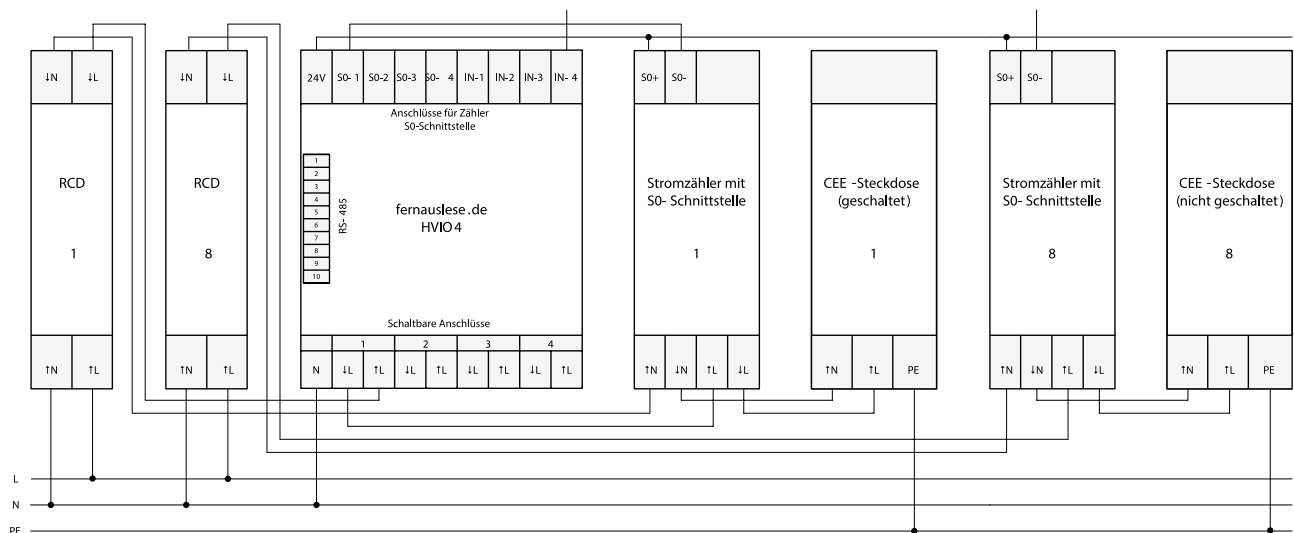 ↓N ↓L ↓N ↓L 24V S0- 1 S0-2 S0-3 S0- 4 IN-1 IN-2 IN-3 IN- 4 S0+ S0- S0+ S0-
Anschlüsse für Zähler
S0-Schnittstelle
1
2
3
4
5
6
7
8
9
10
RS- 485
RCD
1
RCD
8
fernauslese.de
HVIO 4
Stromzähler mit
S0- Schnittstelle
1
CEE -Steckdose
(geschaltet)
1
Stromzähler mit
S0- Schnittstelle
8
CEE -Steckdose
(nicht geschaltet)
8
Schaltbare Anschlüsse
1 2 3 4
↑N ↑L ↑N ↑L N ↓L ↑L ↓L ↑L ↓L ↑L ↓L ↑L ↑N ↓N ↑L ↓L ↑N ↑L PE ↑N ↓N ↑L ↓L ↑N ↑L PE
L
N
PE